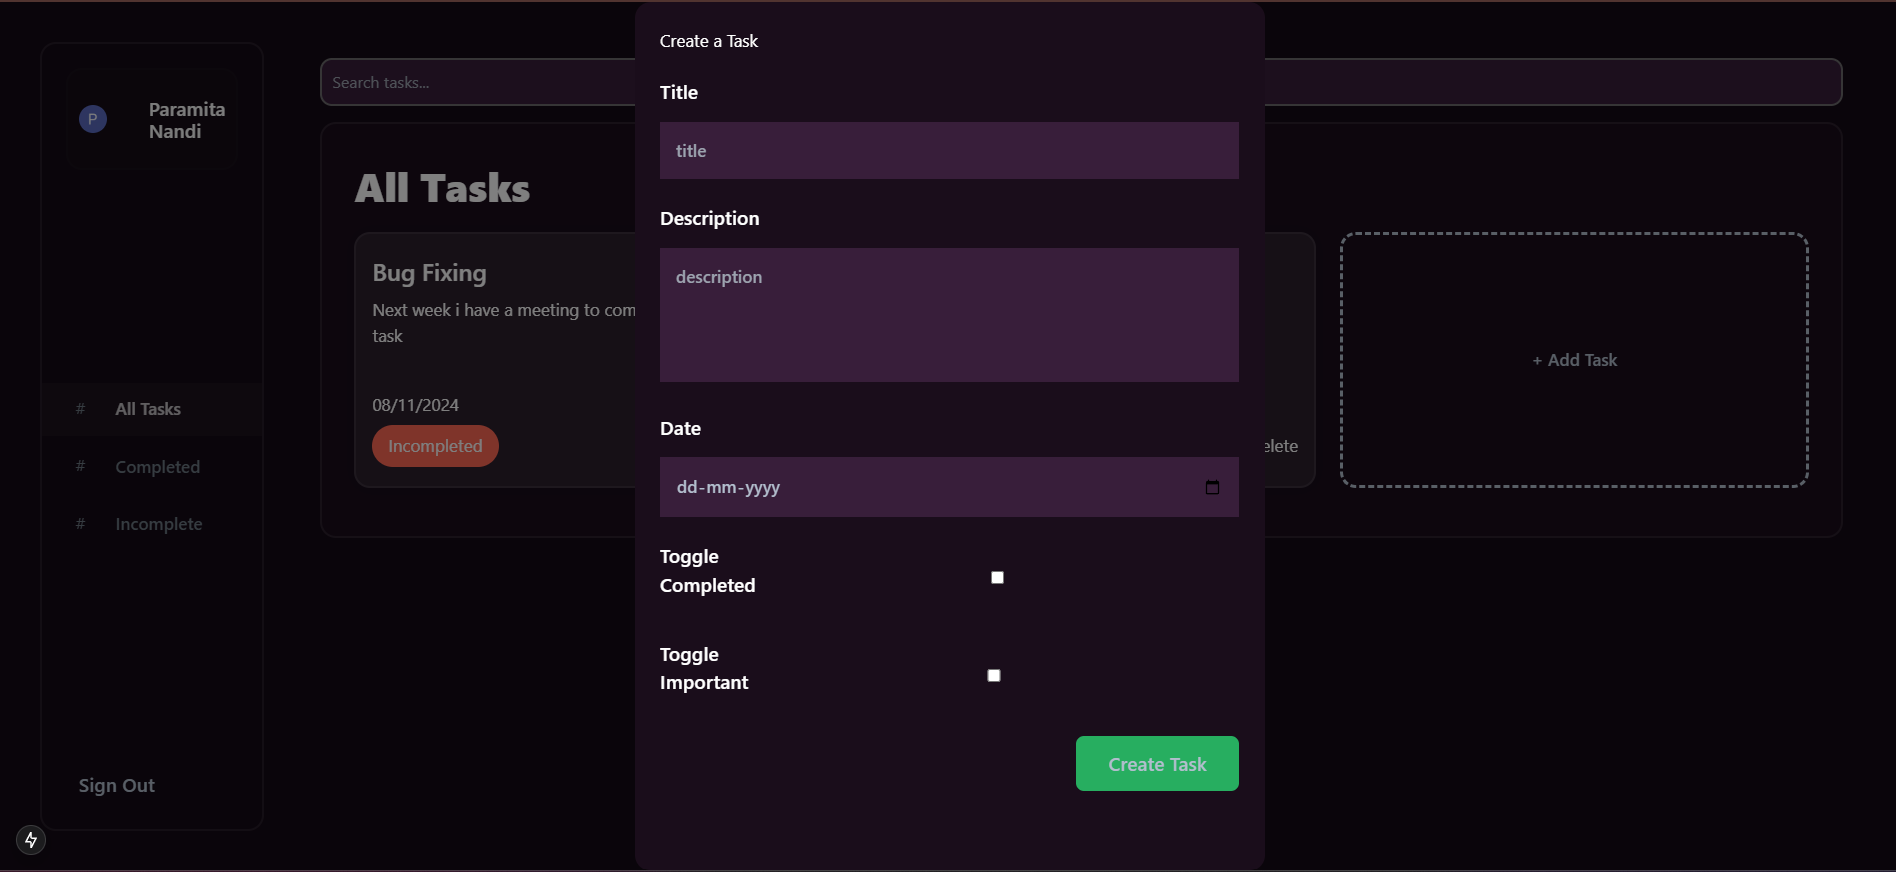 P
Paramita
Nandi
# All Tasks
# Completed
# Incomplete
Sign Out
Search tasks...
All Tasks
Bug Fixing
Next week i have a meeting to com
task
08/11/2024
Incompleted
Create a Task
Title
title
Description
description
Date
dd-mm-yyyy
Toggle
Completed
Toggle
Important
Create Task
elete
+ Add Task